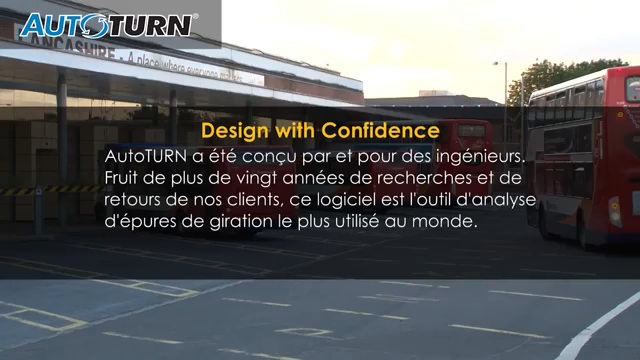 AUTOTURN®
LANCASHIRE - A place where everyone matters
Design with Confidence
AutoTURN a été conçu par et pour des ingénieurs.
Fruit de plus de vingt années de recherches et de
retours de nos clients, ce logiciel est l'outil d'analyse
d'épures de giration le plus utilisé au monde.